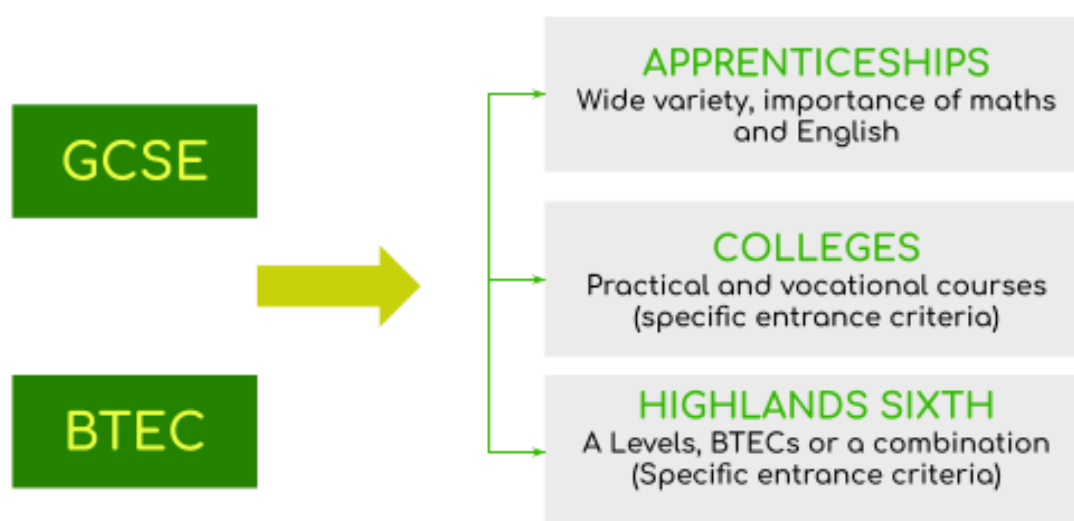 GCSE
BTEC
APPRENTICESHIPS
Wide variety, importance of maths
and English
COLLEGES
Practical and vocational courses
(specific entrance criteria)
HIGHLANDS SIXTH
A Levels, BTECs or a combination
(Specific entrance criteria)